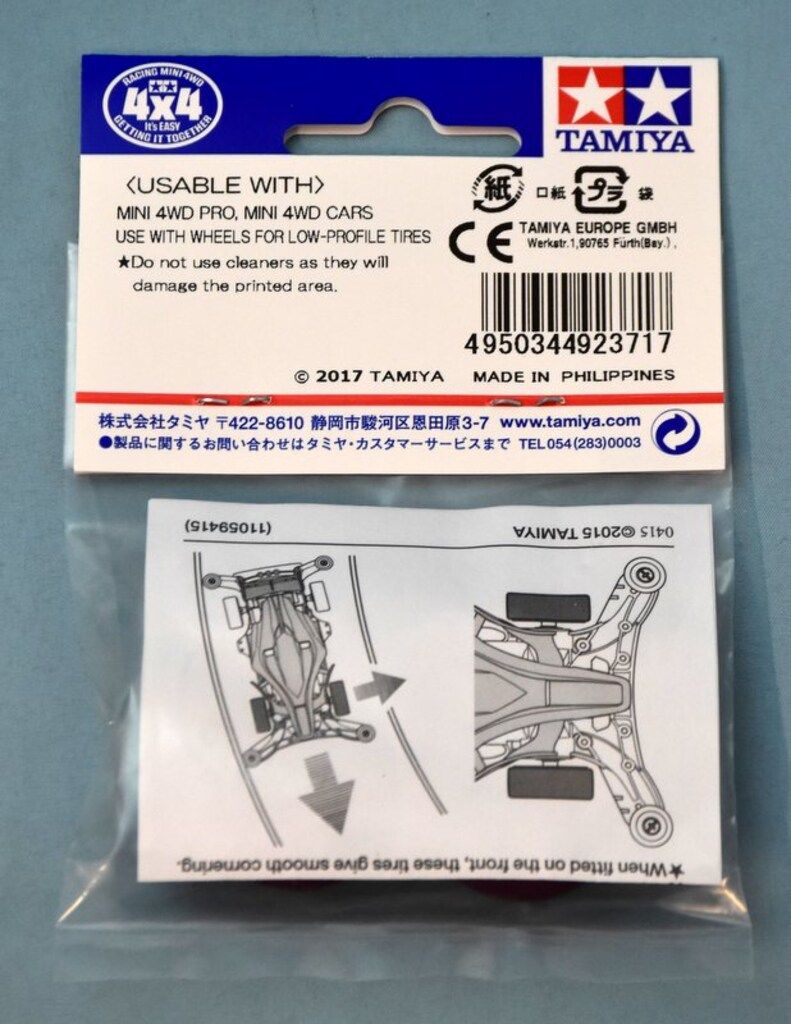 RACING MINI 4WD
4x4
It's EASY
GETTING IT TOGETHER
TAMIYA
〈USABLE WITH〉
MINI 4WD PRO, MINI 4WD CARS
USE WITH WHEELS FOR LOW-PROFILE TIRES
★Do not use cleaners as they will
damage the printed area.
紙 口紙 プラ 袋
CE TAMIYA EUROPE GMBH
Werkstr.1,90765 Fürth(Bay.),
4950344923717
© 2017 TAMIYA MADE IN PHILIPPINES
株式会社タミヤ 〒422-8610 静岡市駿河区恩田原3-7 www.tamiya.com
●製品に関するお問い合わせはタミヤ・カスタマーサービスまで TEL054(283)0003
★When fitted on the front, these tires give smooth cornering.
0415 ©2015 TAMIYA (11059415)